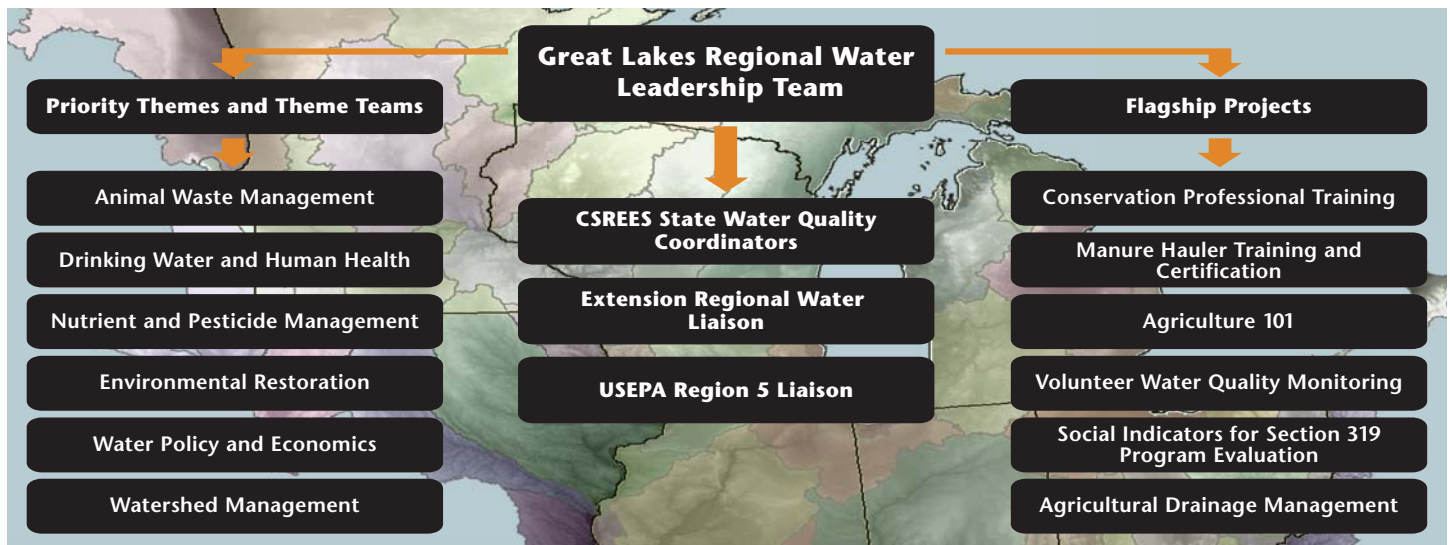 Great Lakes Regional Water
Leadership Team
Priority Themes and Theme Teams
Animal Waste Management
Drinking Water and Human Health
Nutrient and Pesticide Management
Environmental Restoration
Water Policy and Economics
Watershed Management
CSREES State Water Quality
Coordinators
Extension Regional Water
Liaison
USEPA Region 5 Liaison
Flagship Projects
Conservation Professional Training
Manure Hauler Training and
Certification
Agriculture 101
Volunteer Water Quality Monitoring
Social Indicators for Section 319
Program Evaluation
Agricultural Drainage Management